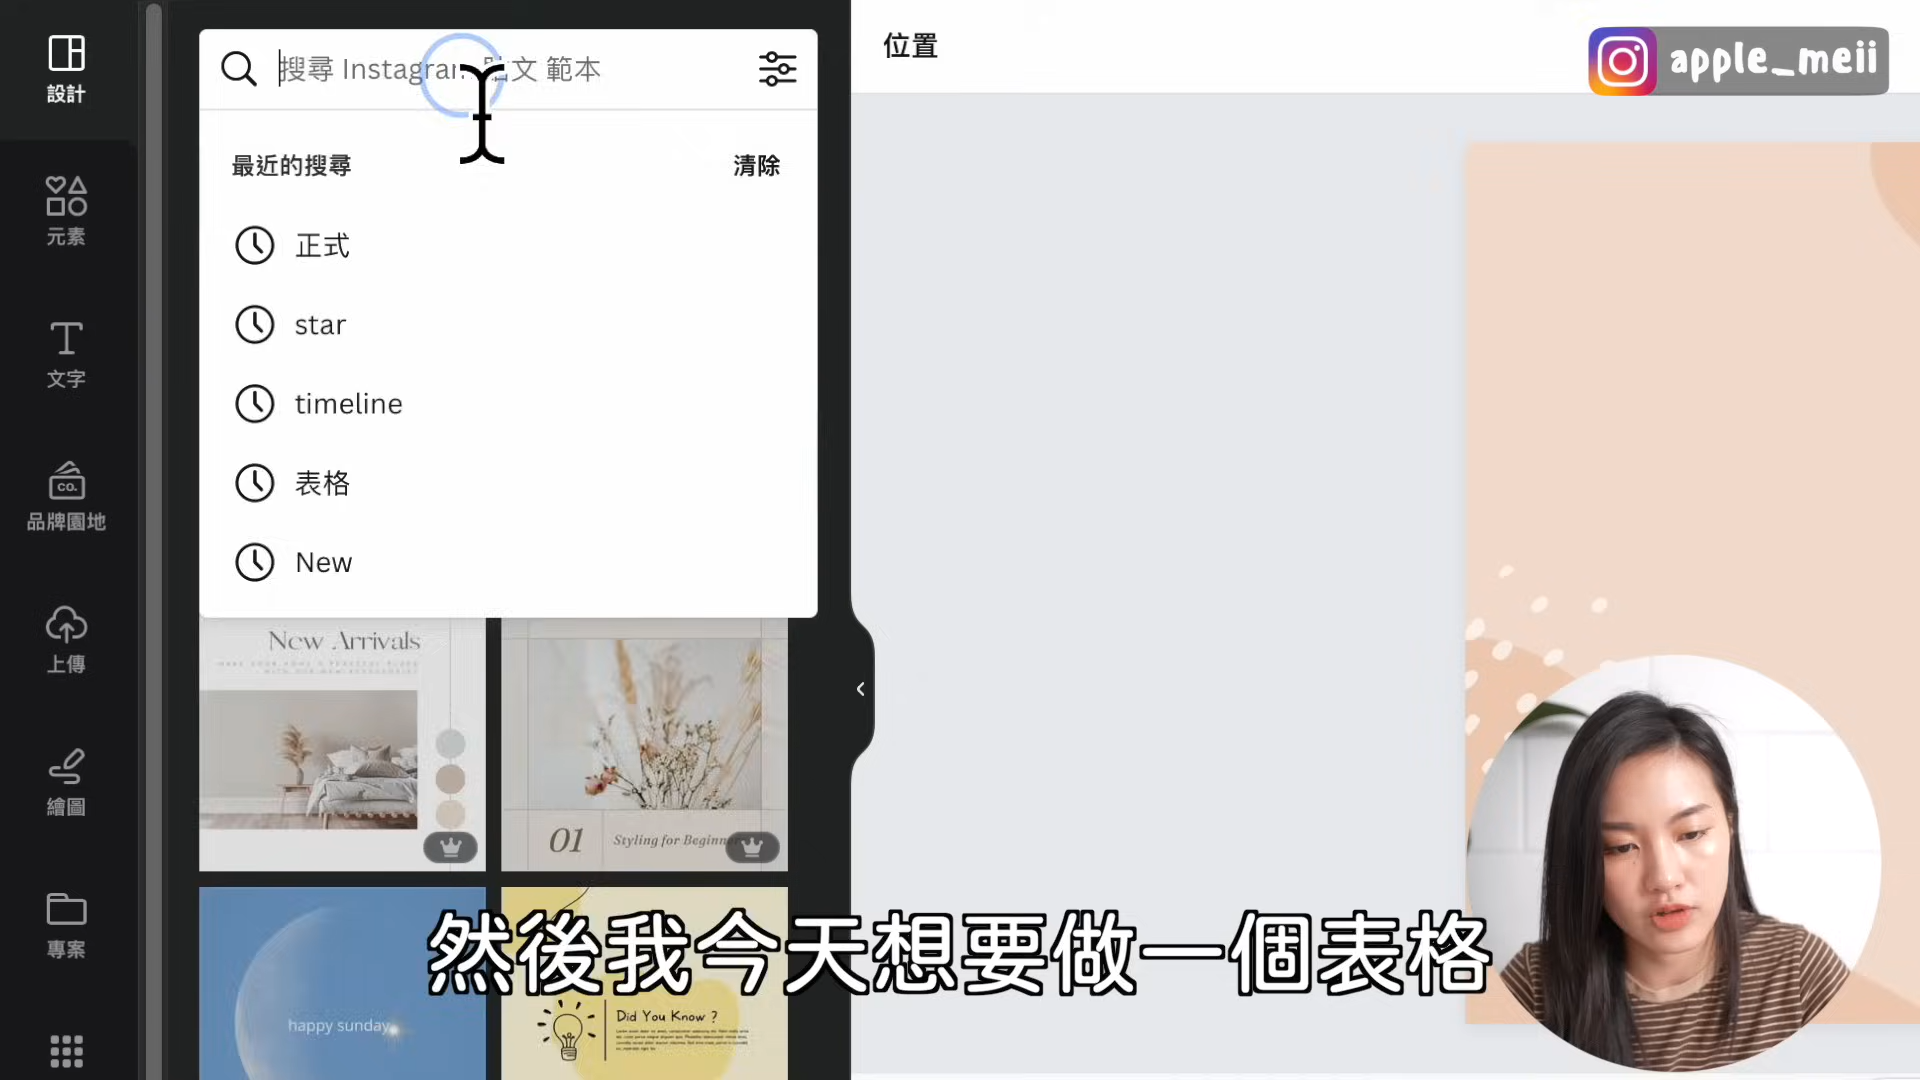 設計
元素
文字
CO.
品牌園地
上傳
繪圖
專案
搜尋 Instagram 貼文 範本
最近的搜尋
清除
正式
star
timeline
表格
New
New Arrivals
01
Styling for Beginn
happy sunday
Did You Know ?
位置
apple_meii
然後我今天想要做一個表格